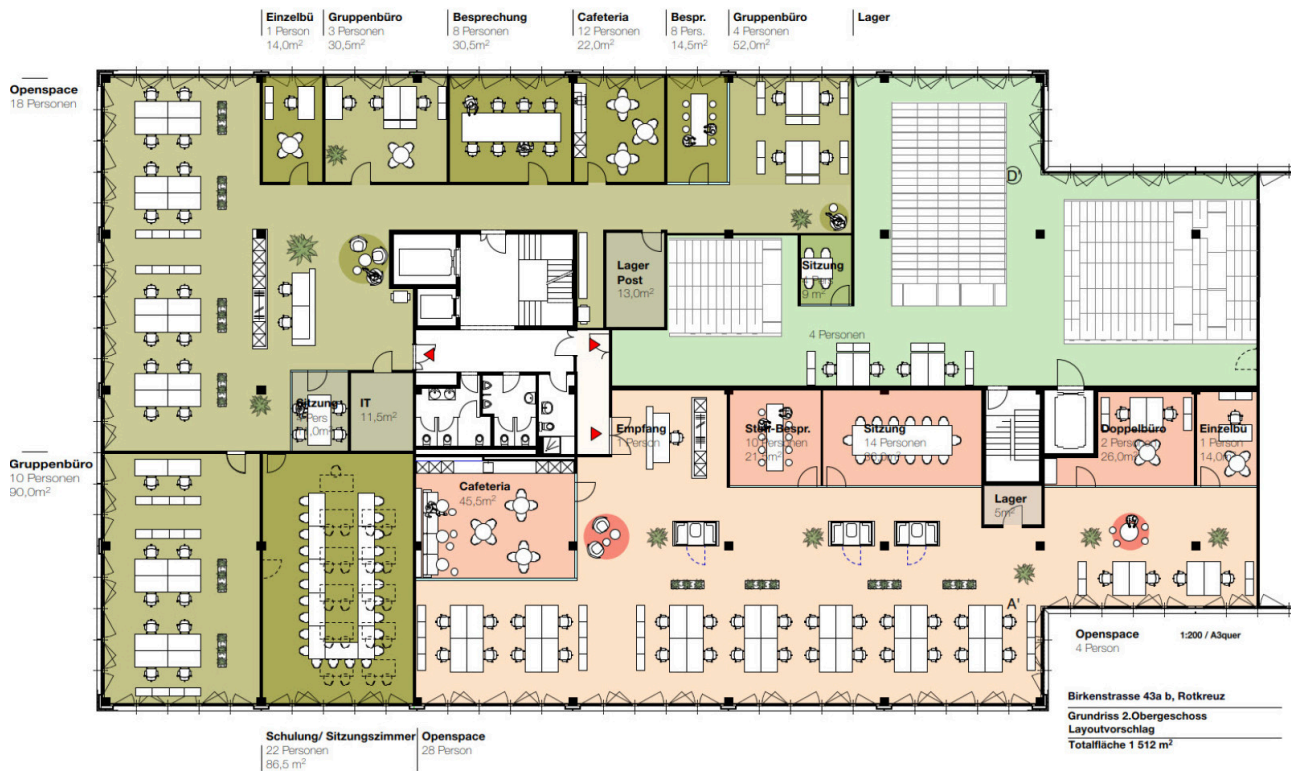 Einzelbü
1 Person
14,0m²
Gruppenbüro
3 Personen
30,5m²
Besprechung
8 Personen
30,5m²
Cafeteria
12 Personen
22,0m²
Bespr.
8 Pers.
14,5m²
Gruppenbüro
4 Personen
52,0m²
Lager
Openspace
18 Personen
D'
Lager
Post
13,0m²
Sitzung
9 m²
4 Personen
Sitzung
IT
11,5m²
Empfang
1 Person
10 Personen
Sitzung
14 Personen
Doppelbüro
2 Personen
26,0m²
Einzelbü
1 Person
14,0m²
Gruppenbüro
10 Personen
90,0m²
Cafeteria
45,5m²
Lager
5m²
A'
Openspace
4 Person
1:200 / A3quer
Birkenstrasse 43a b, Rotkreuz
Grundriss 2.Obergeschoss
Layoutvorschlag
Totalfläche 1 512 m²
Schulung/ Sitzungszimmer
22 Personen
86,5 m²
Openspace
28 Person